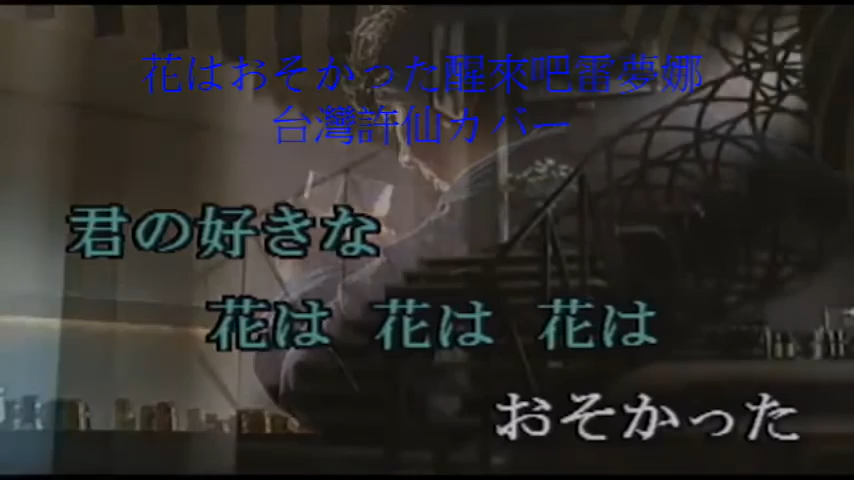 花はおそかった醒來吧雷夢娜
台灣許仙カバー
君の好きな
花は 花は 花は
おそかった